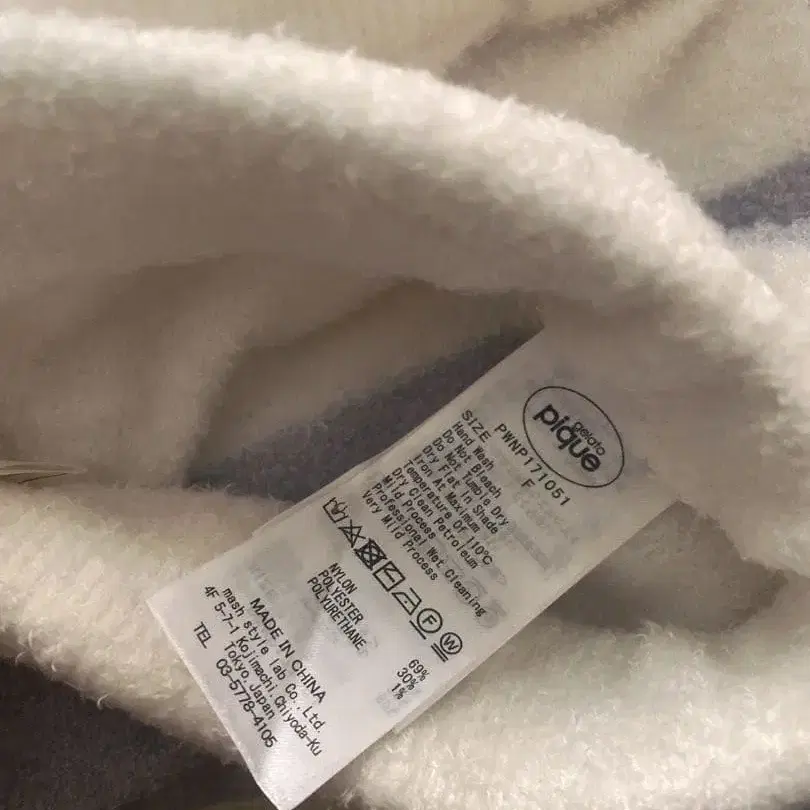 gelato
pique
PWNP171051
SIZE F
Hand Wash
Do Not Bleach
Do Not Tumble Dry
Dry Flat In Shade
Iron At Maximum
Temperature Of 110℃
Dry Clean Petroleum
Mild Process
Professional Wet Cleaning
Very Mild Process
F
W
NYLON 69%
POLYESTER 30%
POLYURETHANE 1%
MADE IN CHINA
mash style lab Co.,Ltd.
4F 5-7-1 Kojimachi,Chiyoda-Ku
Tokyo,Japan
TEL 03-5778-4105